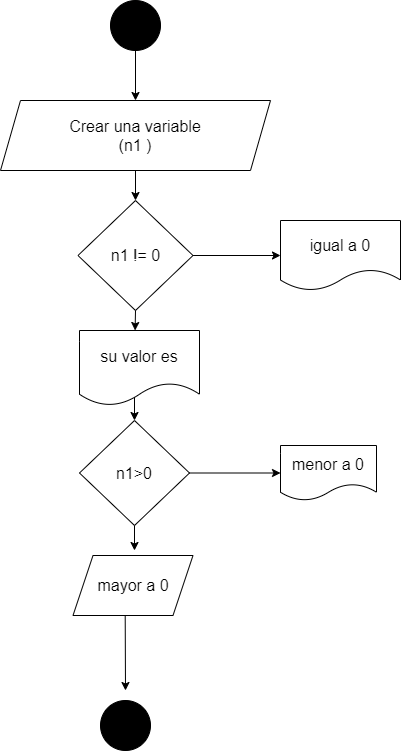 Crear una variable
(n1 )
n1 != 0
igual a 0
su valor es
n1>0
menor a 0
mayor a 0